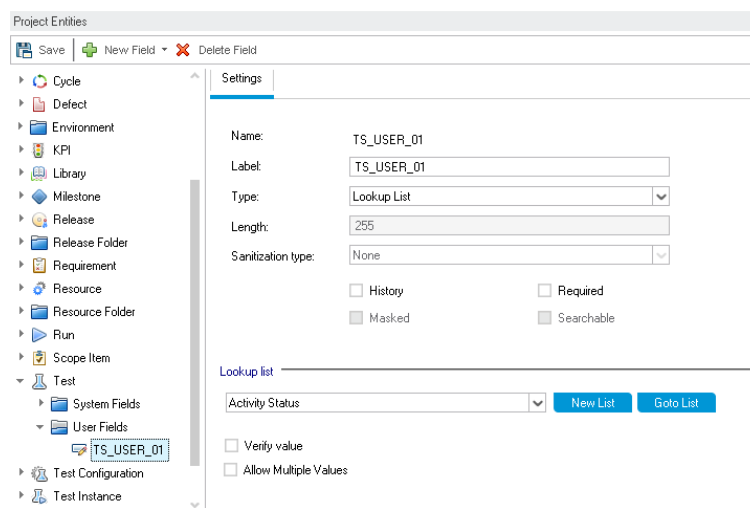 Project Entities
Save New Field Delete Field
Cycle
Defect
Environment
KPI
Library
Milestone
Release
Release Folder
Requirement
Resource
Resource Folder
Run
Scope Item
Test
System Fields
User Fields
TS_USER_01
Test Configuration
Test Instance
Settings
Name: TS_USER_01
Label: TS_USER_01
Type: Lookup List
Length: 255
Sanitization type: None
History Required
Masked Searchable
Lookup list
Activity Status New List Goto List
Verify value
Allow Multiple Values